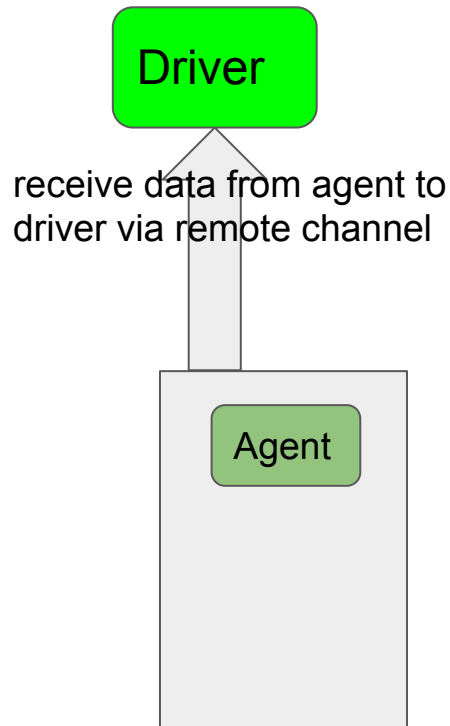 Driver
receive data from agent to
driver via remote channel
Agent